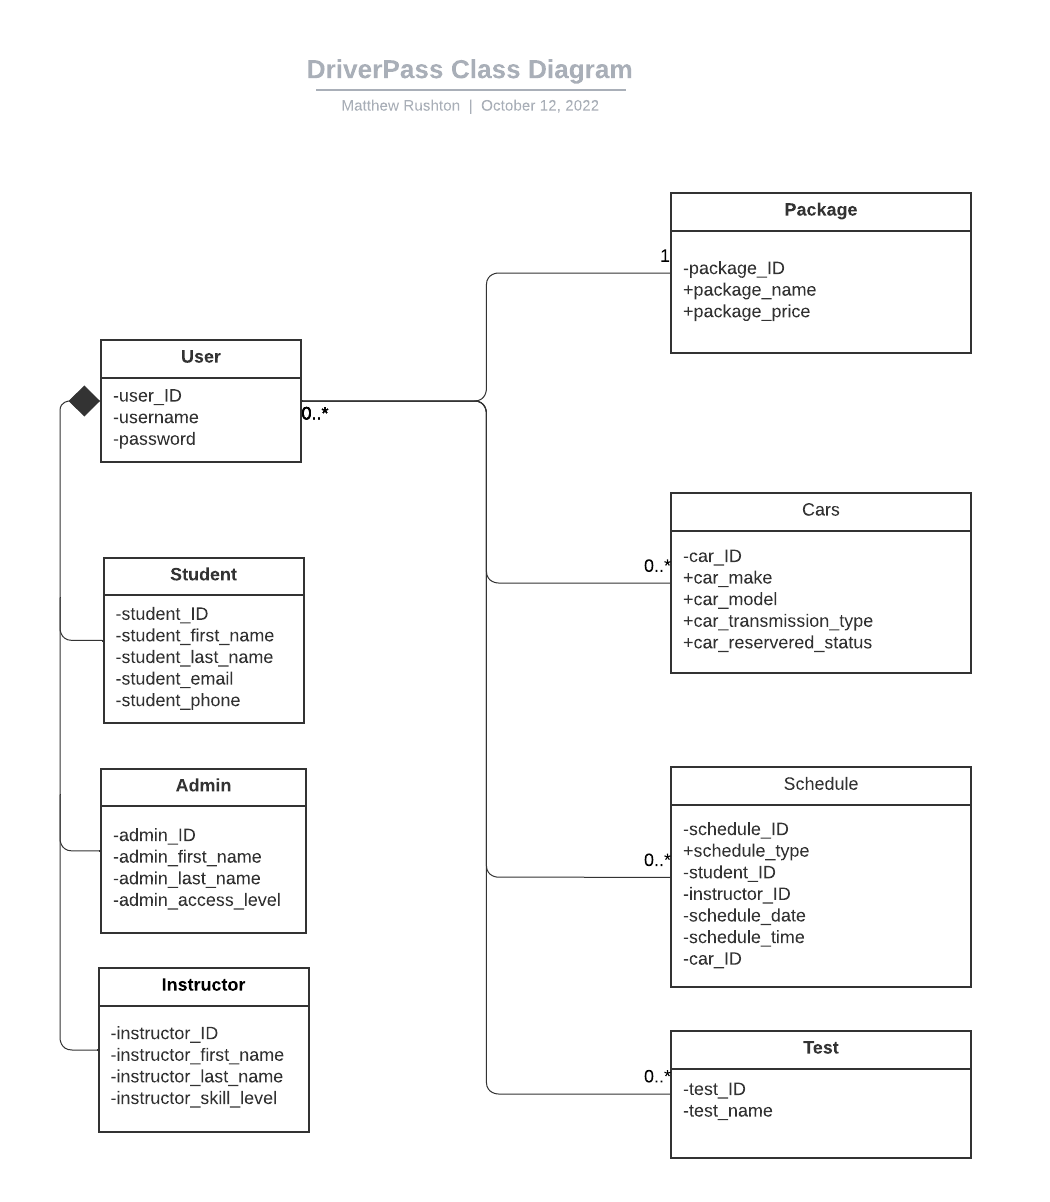 DriverPass Class Diagram
Matthew Rushton | October 12, 2022
Package
1
-package_ID
+package_name
+package_price
User
-user_ID
-username
-password
0..*
Cars
0..*
-car_ID
+car_make
+car_model
+car_transmission_type
+car_reservered_status
Student
-student_ID
-student_first_name
-student_last_name
-student_email
-student_phone
Admin
-admin_ID
-admin_first_name
-admin_last_name
-admin_access_level
Schedule
0..*
-schedule_ID
+schedule_type
-student_ID
-instructor_ID
-schedule_date
-schedule_time
-car_ID
Instructor
-instructor_ID
-instructor_first_name
-instructor_last_name
-instructor_skill_level
Test
0..*
-test_ID
-test_name